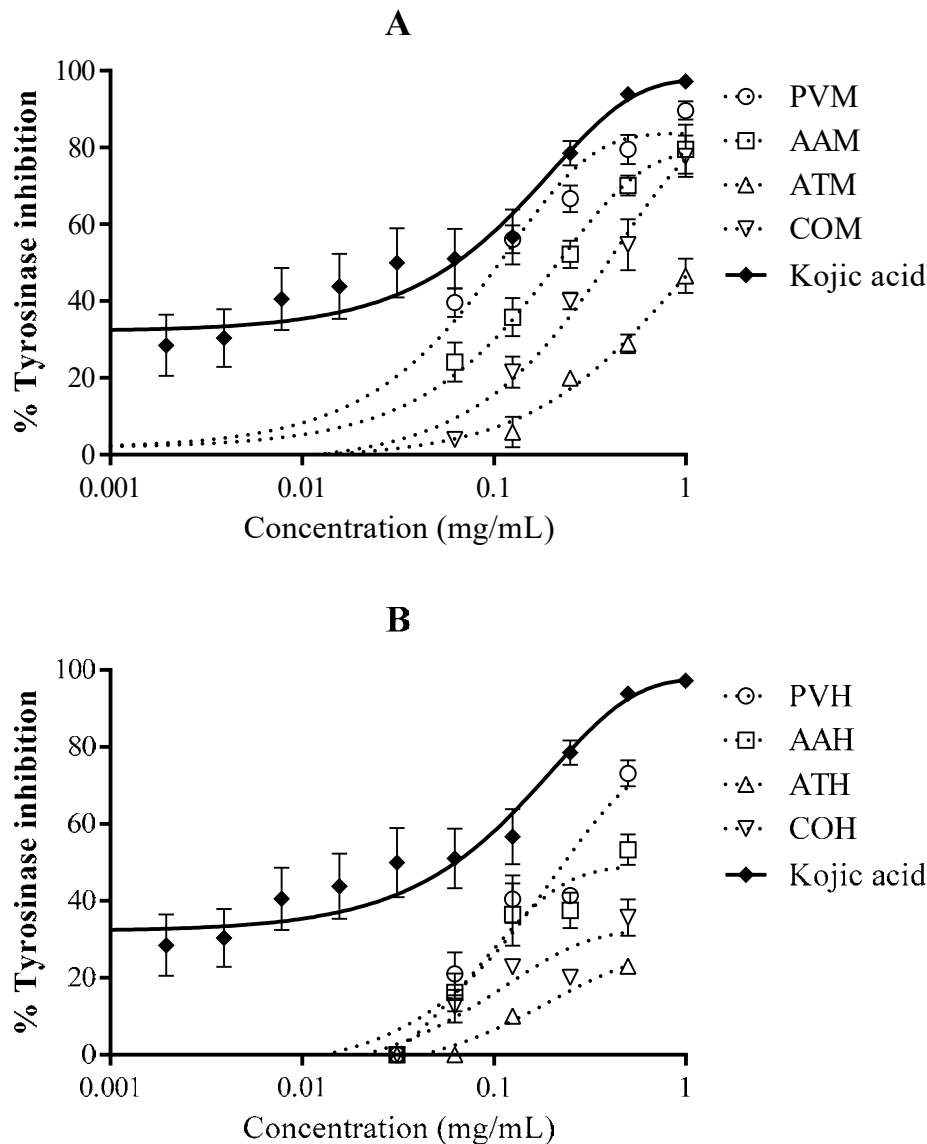 A
% Tyrosinase inhibition
100
80
60
40
20
0
0.001
0.01
0.1
1
Concentration (mg/mL)
PVM
AAM
ATM
COM
Kojic acid
B
% Tyrosinase inhibition
100
80
60
40
20
0
0.001
0.01
0.1
1
Concentration (mg/mL)
PVH
AAH
ATH
COH
Kojic acid